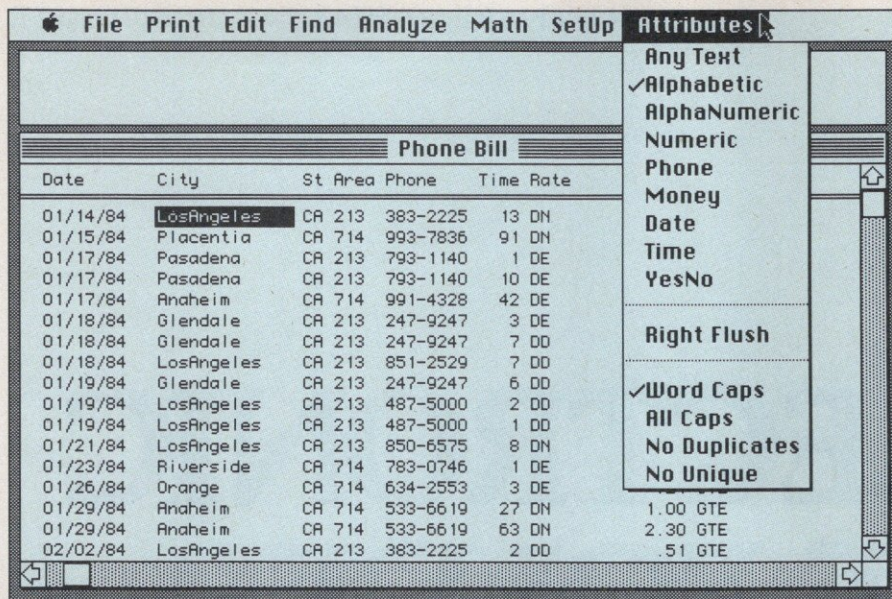 File Print Edit Find Analyze Math SetUp Attributes
Any Text
✓Alphabetic
AlphaNumeric
Numeric
Phone
Money
Date
Time
YesNo
Right Flush
✓Word Caps
All Caps
No Duplicates
No Unique
Phone Bill
Date City St Area Phone Time Rate
01/14/84 LosAngeles CA 213 383-2225 13 DN
01/15/84 Placentia CA 714 993-7836 91 DN
01/17/84 Pasadena CA 213 793-1140 1 DE
01/17/84 Pasadena CA 213 793-1140 10 DE
01/17/84 Anaheim CA 714 991-4328 42 DE
01/18/84 Glendale CA 213 247-9247 3 DE
01/18/84 Glendale CA 213 247-9247 7 DD
01/18/84 LosAngeles CA 213 851-2529 7 DD
01/19/84 Glendale CA 213 247-9247 6 DD
01/19/84 LosAngeles CA 213 487-5000 2 DD
01/19/84 LosAngeles CA 213 487-5000 1 DD
01/21/84 LosAngeles CA 213 850-6575 8 DN
01/23/84 Riverside CA 714 783-0746 1 DE
01/26/84 Orange CA 714 634-2553 3 DE
01/29/84 Anaheim CA 714 533-6619 27 DN 1.00 GTE
01/29/84 Anaheim CA 714 533-6619 63 DN 2.30 GTE
02/02/84 LosAngeles CA 213 383-2225 2 DD .51 GTE